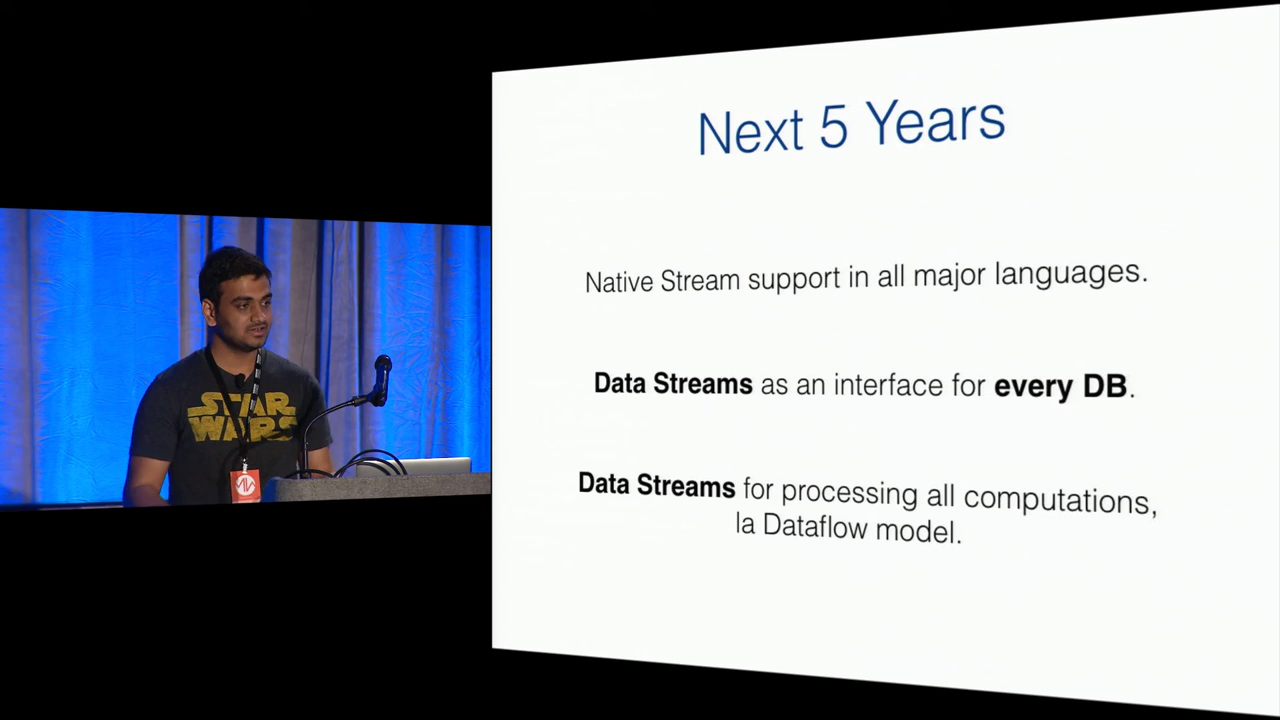 Next 5 Years
Native Stream support in all major languages.
Data Streams as an interface for every DB.
Data Streams for processing all computations,
la Dataflow model.
STAR
WARS